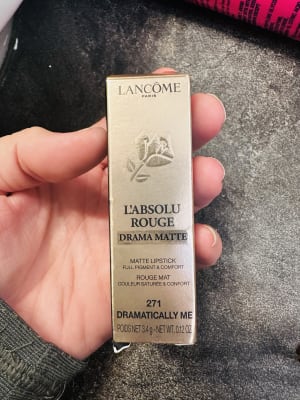 LANCÔME
PARIS
L'ABSOLU
ROUGE
DRAMA MATTE
MATTE LIPSTICK
FULL PIGMENT & COMFORT
ROUGE MAT
COULEUR SATURÉE & CONFORT
271
DRAMATICALLY ME
POIDS NET 3.4 g - NET WT. 0.12 OZ